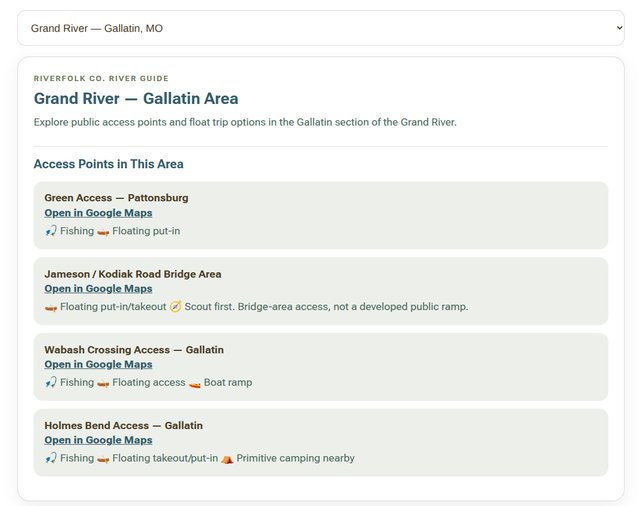 Grand River — Gallatin, MO
RIVERFOLK CO. RIVER GUIDE
Grand River — Gallatin Area
Explore public access points and float trip options in the Gallatin section of the Grand River.
Access Points in This Area
Green Access — Pattonsburg
Open in Google Maps
🎣 Fishing 🛶 Floating put-in
Jameson / Kodiak Road Bridge Area
Open in Google Maps
🛶 Floating put-in/takeout 🧭 Scout first. Bridge-area access, not a developed public ramp.
Wabash Crossing Access — Gallatin
Open in Google Maps
🎣 Fishing 🛶 Floating access 🚤 Boat ramp
Holmes Bend Access — Gallatin
Open in Google Maps
🎣 Fishing 🛶 Floating takeout/put-in ⛺ Primitive camping nearby